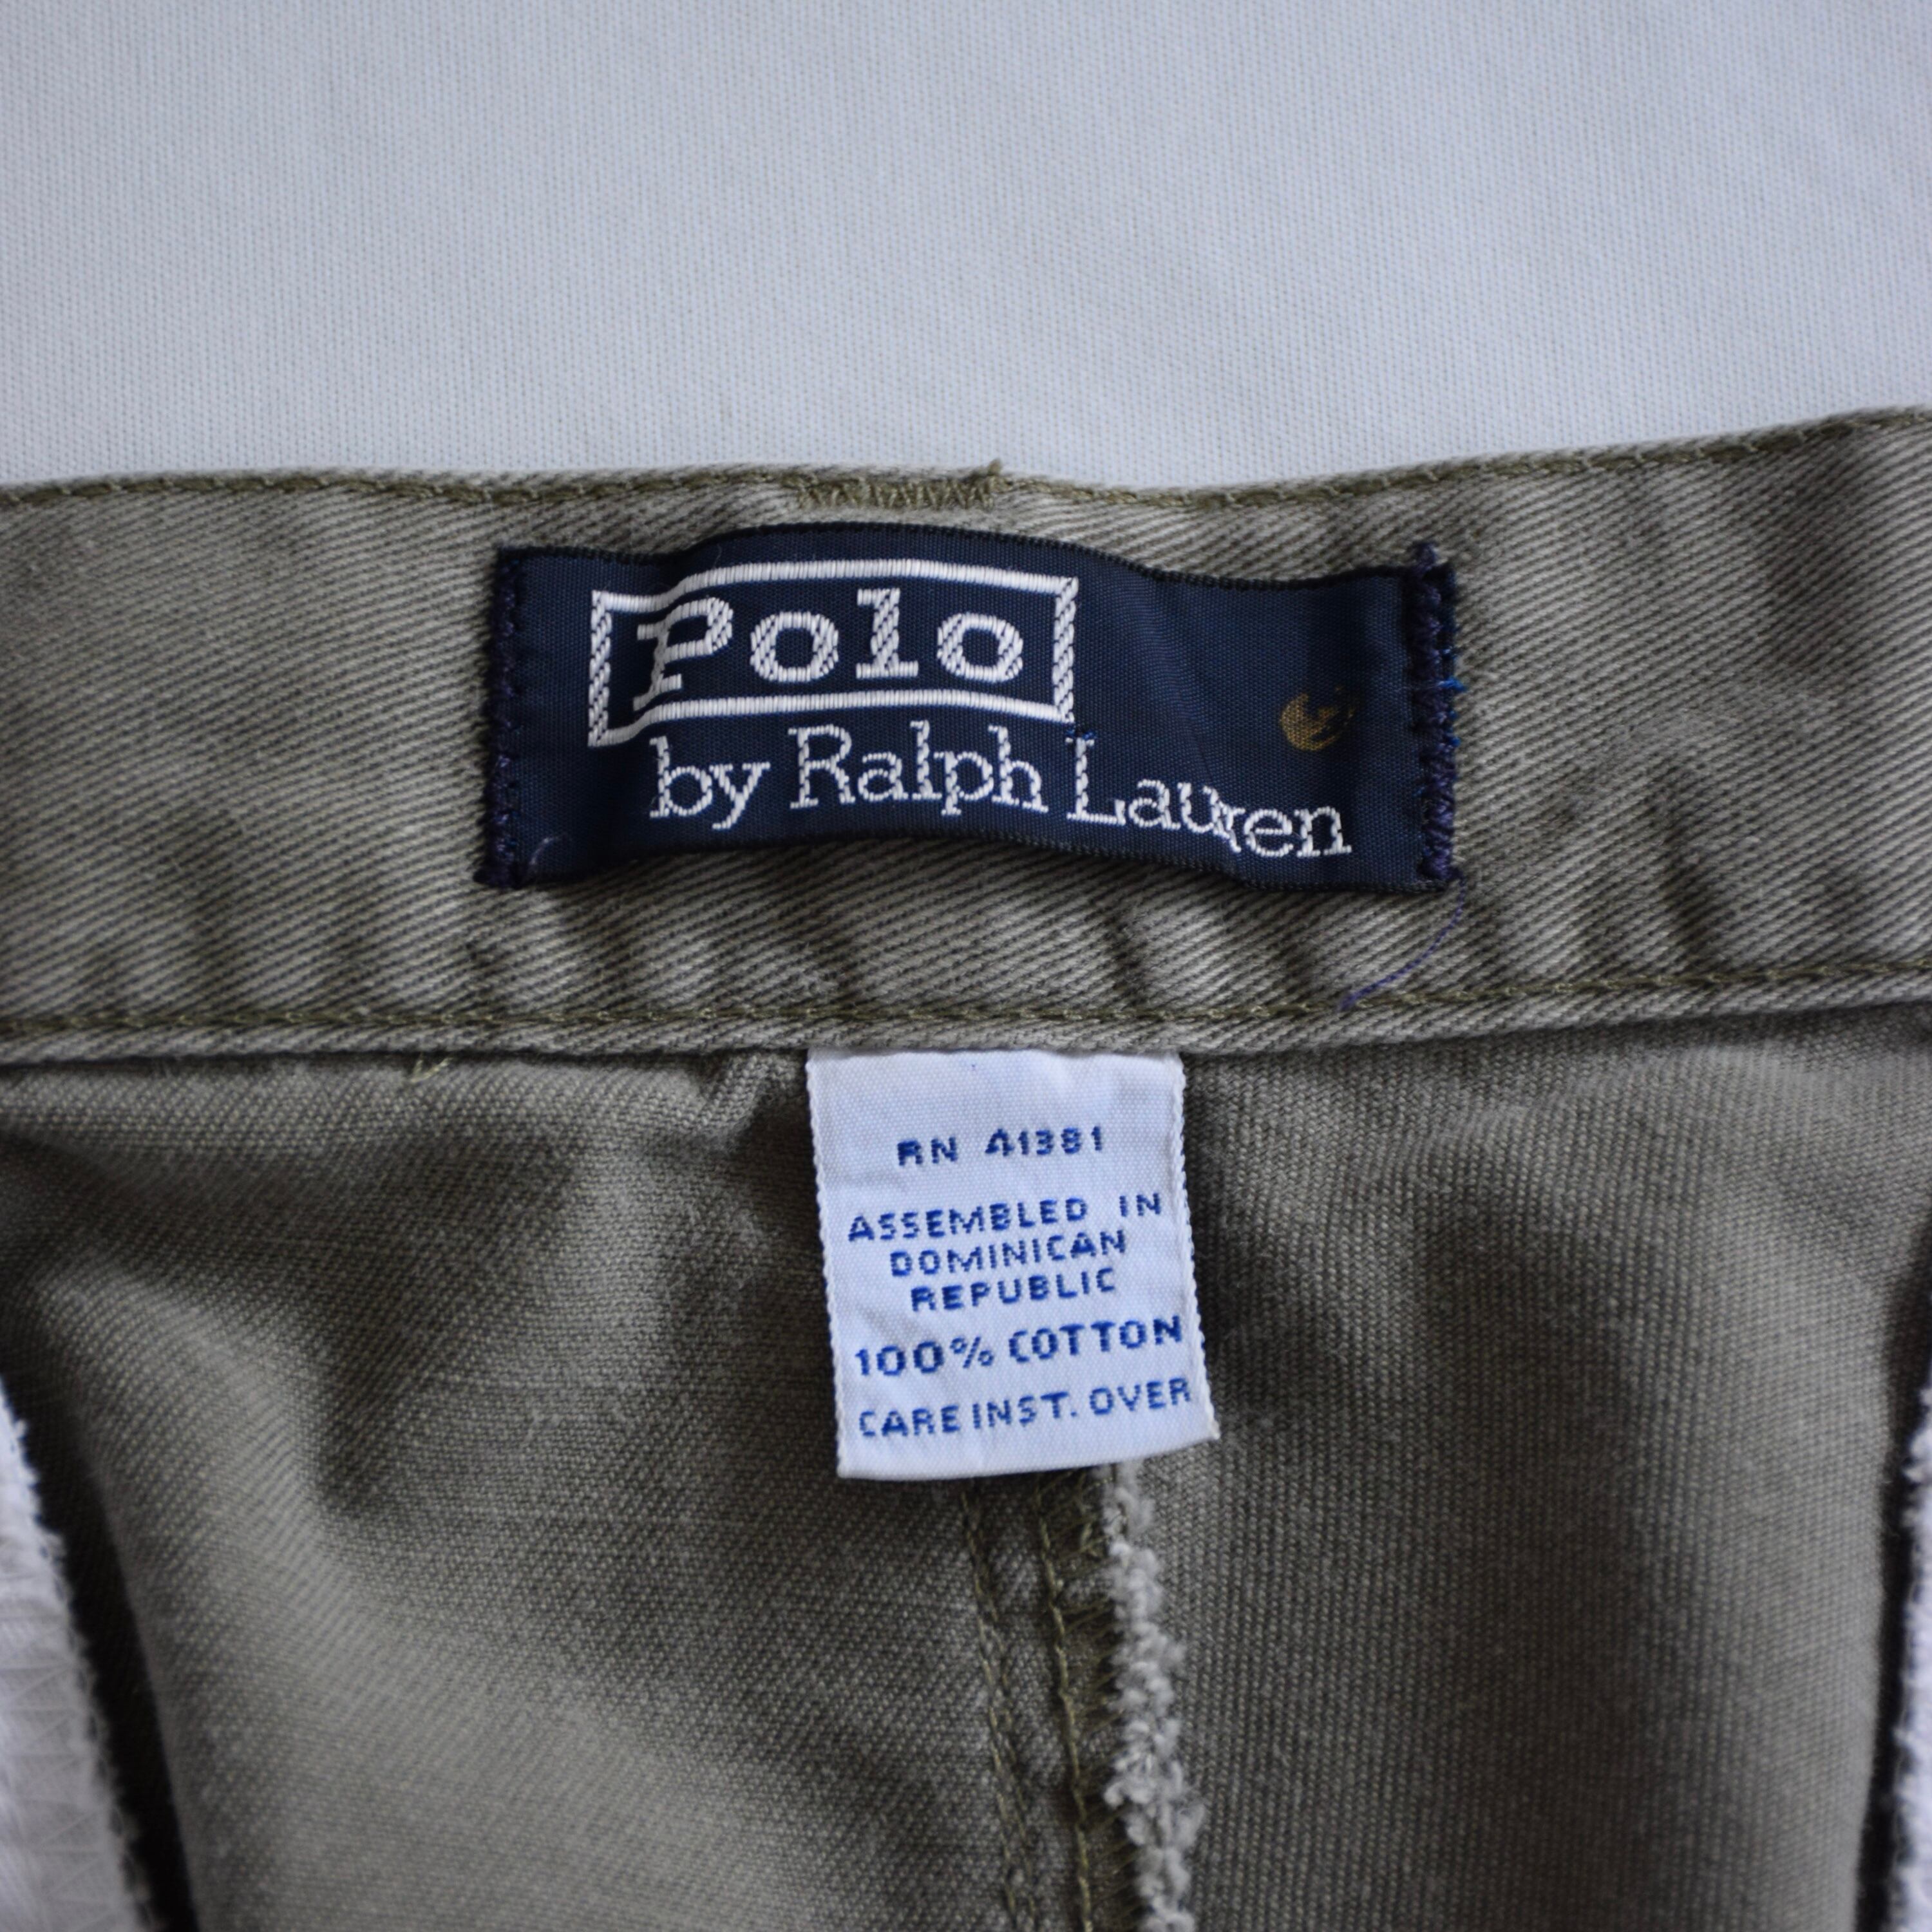 Polo
by Ralph Lauren
RN 41381
ASSEMBLED IN
DOMINICAN
REPUBLIC
100% COTTON
CARE INST. OVER